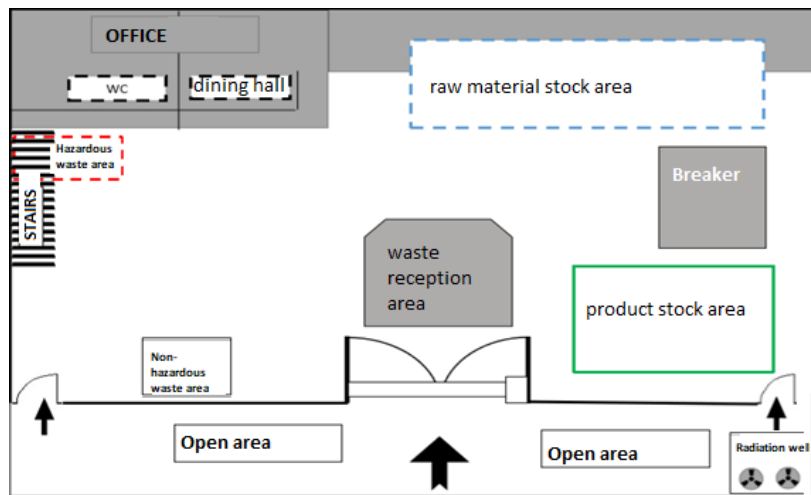 OFFICE
wc
dining hall
raw material stock area
Hazardous
waste area
STAIRS
Breaker
waste
reception
area
product stock area
Non-
hazardous
waste area
Open area
Open area
Radiation well